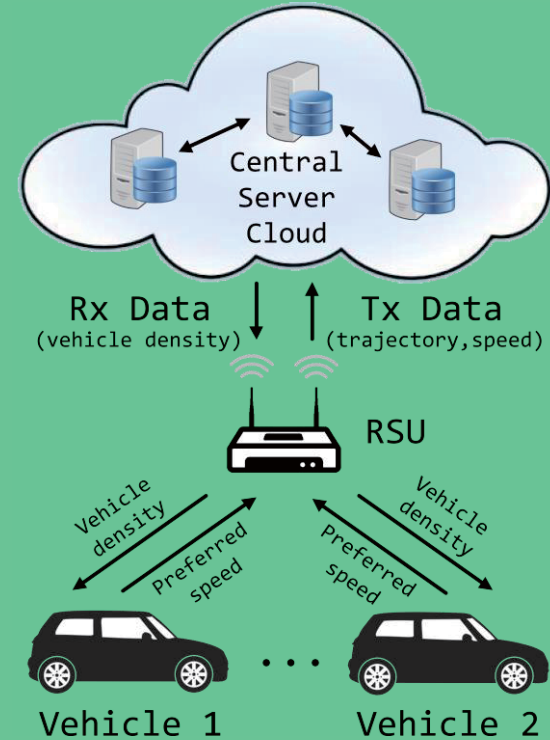 Central
Server
Cloud
Rx Data
(vehicle density)
Tx Data
(trajectory,speed)
RSU
Vehicle
density
Preferred
speed
Preferred
speed
Vehicle
density
...
Vehicle 1
Vehicle 2